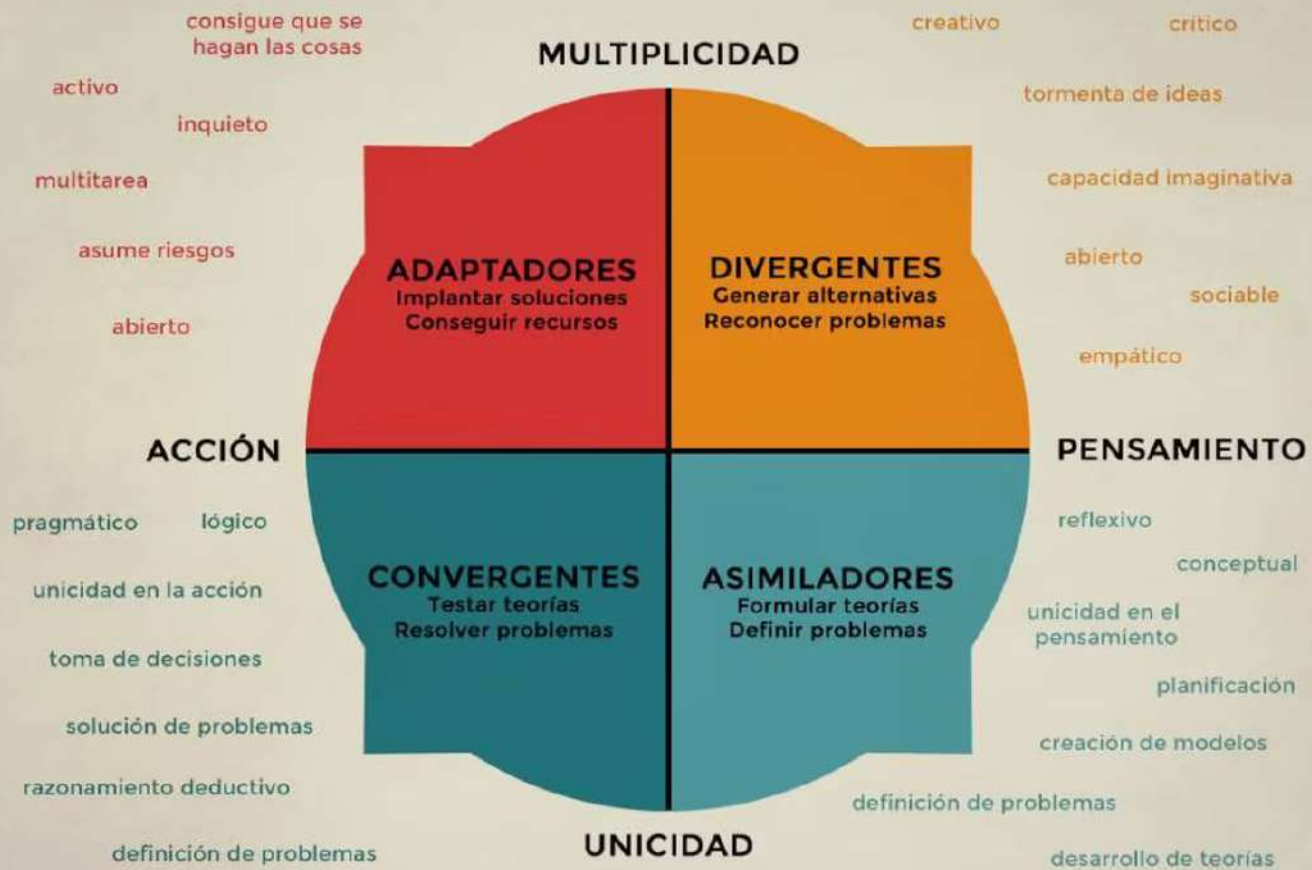 consigue que se
hagan las cosas
activo
inquieto
multitarea
asume riesgos
abierto
MULTIPLICIDAD
creativo
crítico
tormenta de ideas
capacidad imaginativa
abierto
sociable
empático
ADAPTADORES
Implantar soluciones
Conseguir recursos
DIVERGENTES
Generar alternativas
Reconocer problemas
ACCIÓN
PENSAMIENTO
pragmático
lógico
unicidad en la acción
toma de decisiones
solución de problemas
razonamiento deductivo
definición de problemas
CONVERGENTES
Testar teorías
Resolver problemas
ASIMILADORES
Formular teorías
Definir problemas
reflexivo
conceptual
unicidad en el
pensamiento
planificación
creación de modelos
definición de problemas
desarrollo de teorías
UNICIDAD